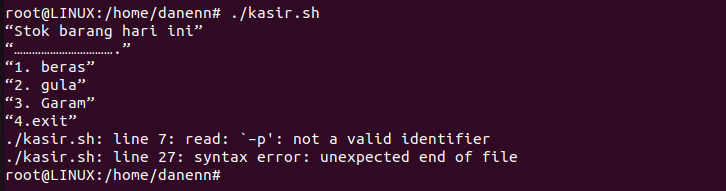 root@LINUX:/home/danenn# ./kasir.sh
“Stok barang hari ini”
“…………………………….”
“1. beras”
“2. gula”
“3. Garam”
“4.exit”
./kasir.sh: line 7: read: `–p': not a valid identifier
./kasir.sh: line 27: syntax error: unexpected end of file
root@LINUX:/home/danenn#